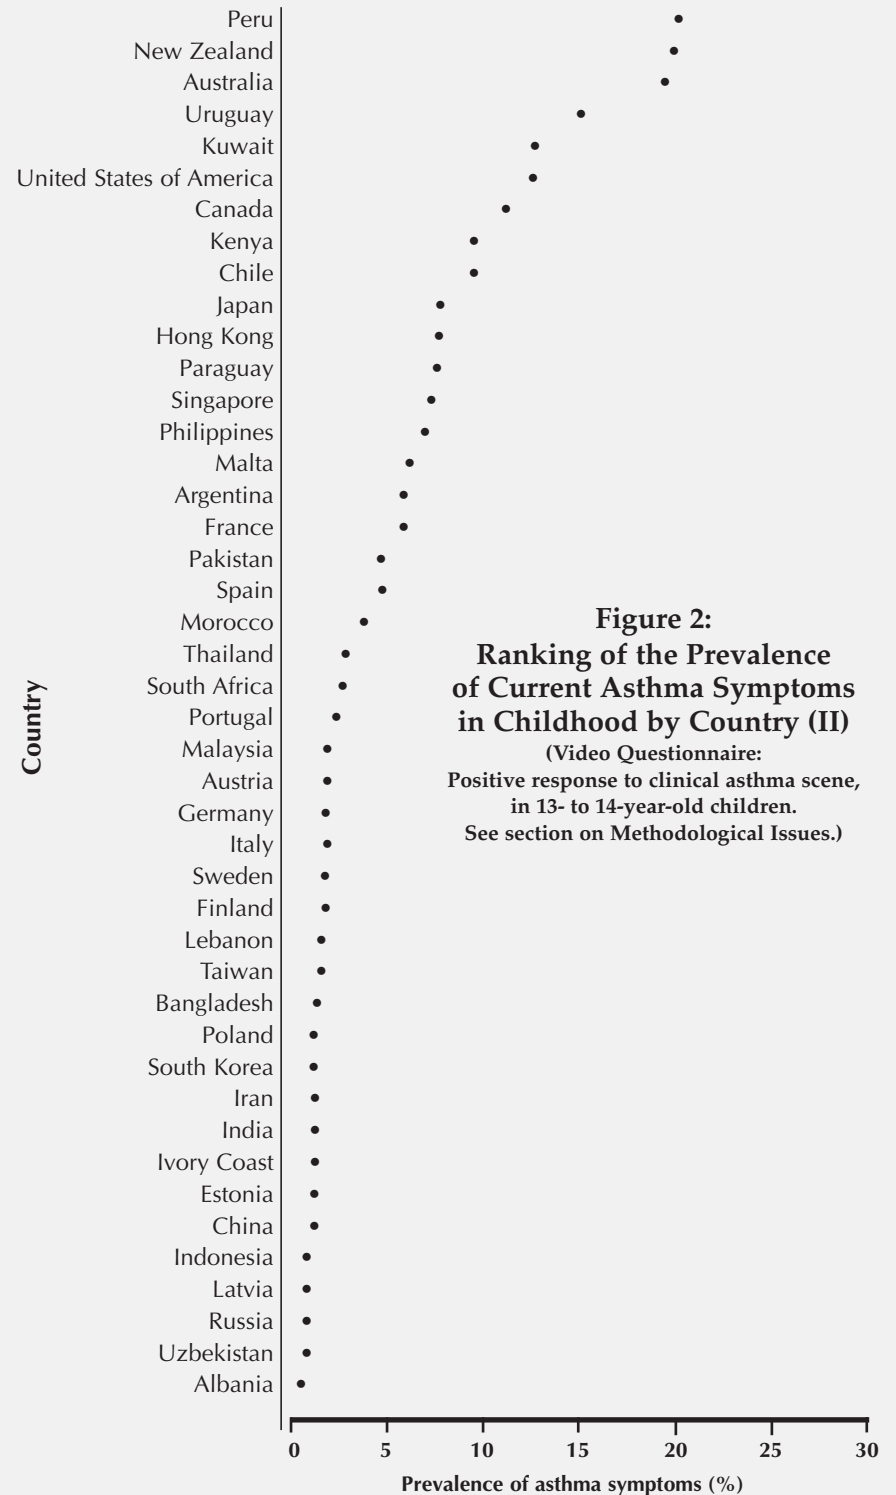 Peru
New Zealand
Australia
Uruguay
Kuwait
United States of America
Canada
Kenya
Chile
Japan
Hong Kong
Paraguay
Singapore
Philippines
Malta
Argentina
France
Pakistan
Spain
Morocco
Thailand
South Africa
Portugal
Malaysia
Austria
Germany
Italy
Sweden
Finland
Lebanon
Taiwan
Bangladesh
Poland
South Korea
Iran
India
Ivory Coast
Estonia
China
Indonesia
Latvia
Russia
Uzbekistan
Albania
Country
Figure 2:
Ranking of the Prevalence
of Current Asthma Symptoms
in Childhood by Country (II)
(Video Questionnaire:
Positive response to clinical asthma scene,
in 13- to 14-year-old children.
See section on Methodological Issues.)
0 5 10 15 20 25 30
Prevalence of asthma symptoms (%)